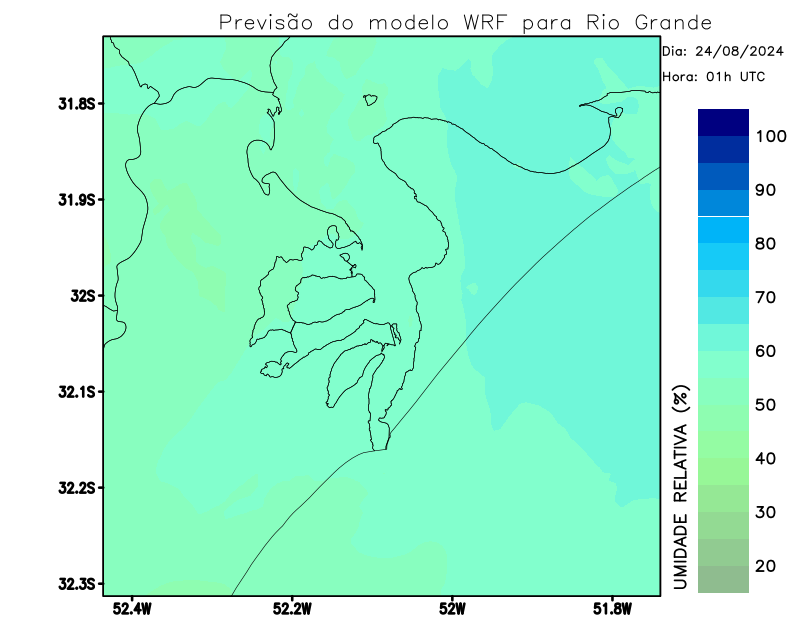 Previsão do modelo WRF para Rio Grande
Dia: 24/08/2024
Hora: 01h UTC
31.8S
31.9S
32S
32.1S
32.2S
32.3S
52.4W
52.2W
52W
51.8W
100
90
80
70
60
50
40
30
20
UMIDADE RELATIVA (%)